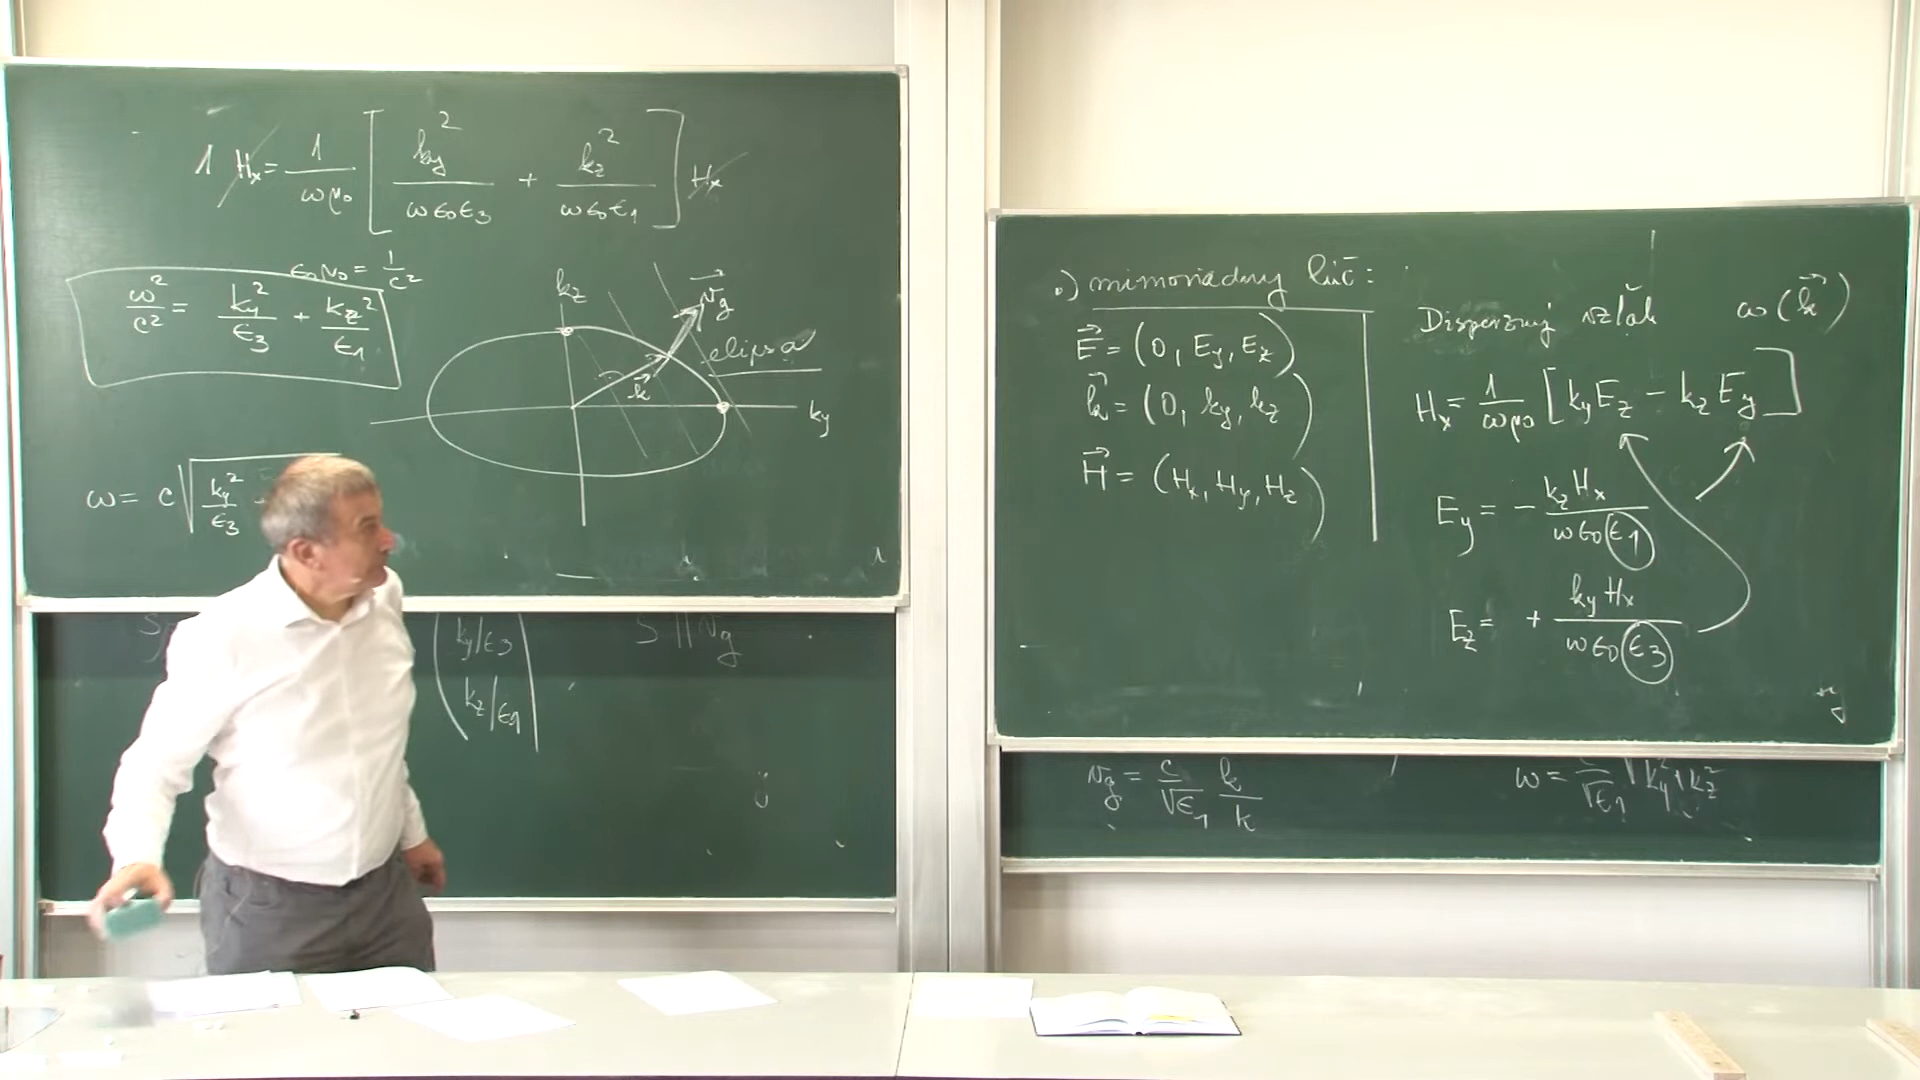 1 Hx = 1/ωμ₀ [ ky²/ωε₀ε₃ + kz²/ωε₀ε₁ ] Hx
ε₀μ₀ = 1/c²
ω²/c² = ky²/ε₃ + kz²/ε₁
kz
v⃗g
elipsa
k⃗
ky
ω = c√ ky²/ε₃
ky/ε₃
kz/ε₁
S || vg
.) mimoriadny lúč:
E⃗ = (0, Ey, Ez)
k⃗ = (0, ky, kz)
H⃗ = (Hx, Hy, Hz)
Disperzný vzťah ω(k⃗)
Hx = 1/ωμ₀ [ky Ez − kz Ey]
Ey = − kz Hx/ωε₀ε₁
Ez = + ky Hx/ωε₀ε₃
vg = c/√ε₁ k/k
ω = c/√ε₁ √ky²+kz²